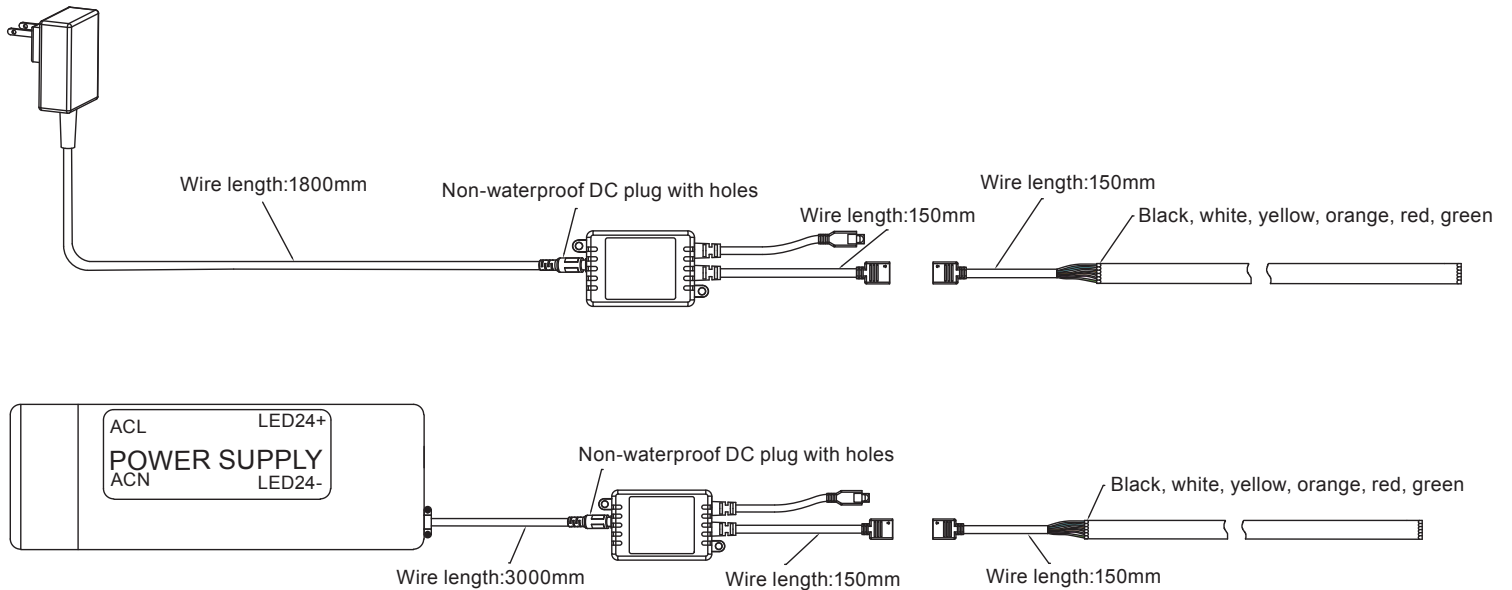 Wire length:1800mm
Non-waterproof DC plug with holes
Wire length:150mm
Wire length:150mm
Black, white, yellow, orange, red, green
ACL
LED24+
POWER SUPPLY
ACN
LED24-
Non-waterproof DC plug with holes
Black, white, yellow, orange, red, green
Wire length:3000mm
Wire length:150mm
Wire length:150mm